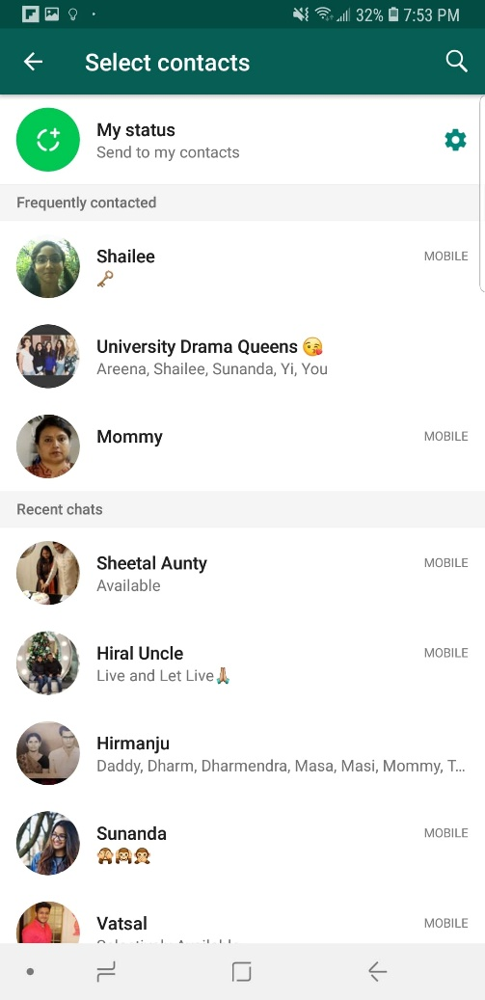 32% 7:53 PM
Select contacts
My status
Send to my contacts
Frequently contacted
Shailee MOBILE
🗝
University Drama Queens 😘
Areena, Shailee, Sunanda, Yi, You
Mommy MOBILE
Recent chats
Sheetal Aunty MOBILE
Available
Hiral Uncle MOBILE
Live and Let Live🙏
Hirmanju
Daddy, Dharm, Dharmendra, Masa, Masi, Mommy, T...
Sunanda MOBILE
🙈🙉🙊
Vatsal MOBILE